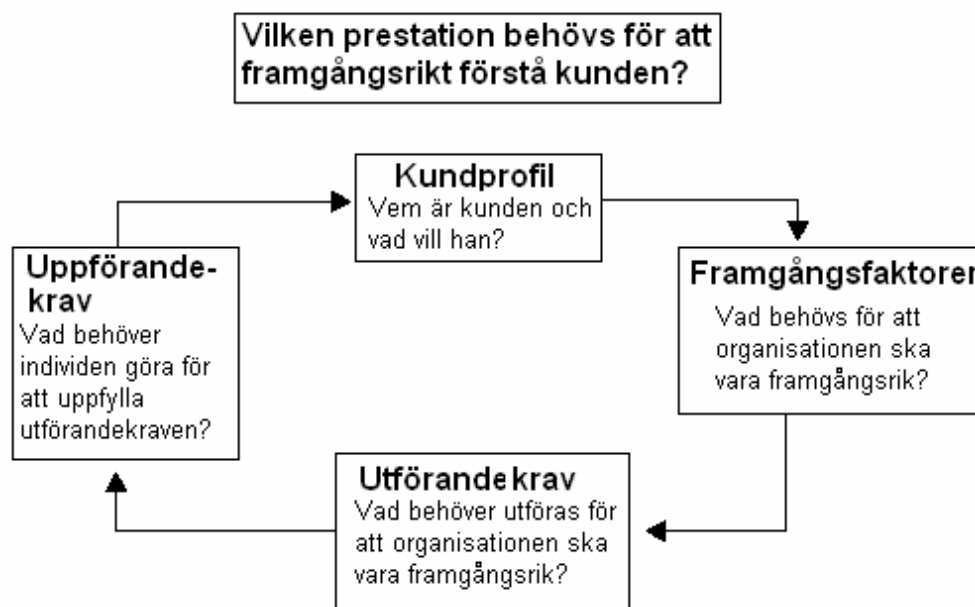 Vilken prestation behövs för att
framgångsrikt förstå kunden?
Kundprofil
Vem är kunden och
vad vill han?
Framgångsfaktorer
Vad behövs för att
organisationen ska
vara framgångsrik?
Utförandekrav
Vad behöver utföras för
att organisationen ska
vara framgångsrik?
Uppförande-
krav
Vad behöver
individen göra för
att uppfylla
utförandekraven?